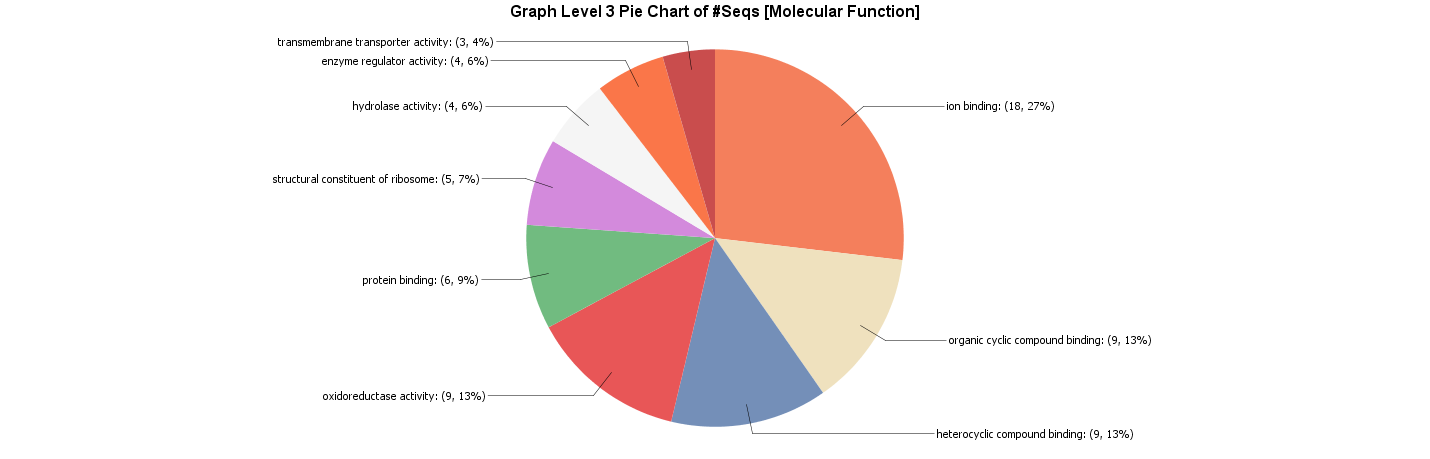 Graph Level 3 Pie Chart of #Seqs [Molecular Function]
transmembrane transporter activity: (3, 4%)
enzyme regulator activity: (4, 6%)
hydrolase activity: (4, 6%)
ion binding: (18, 27%)
structural constituent of ribosome: (5, 7%)
protein binding: (6, 9%)
organic cyclic compound binding: (9, 13%)
oxidoreductase activity: (9, 13%)
heterocyclic compound binding: (9, 13%)